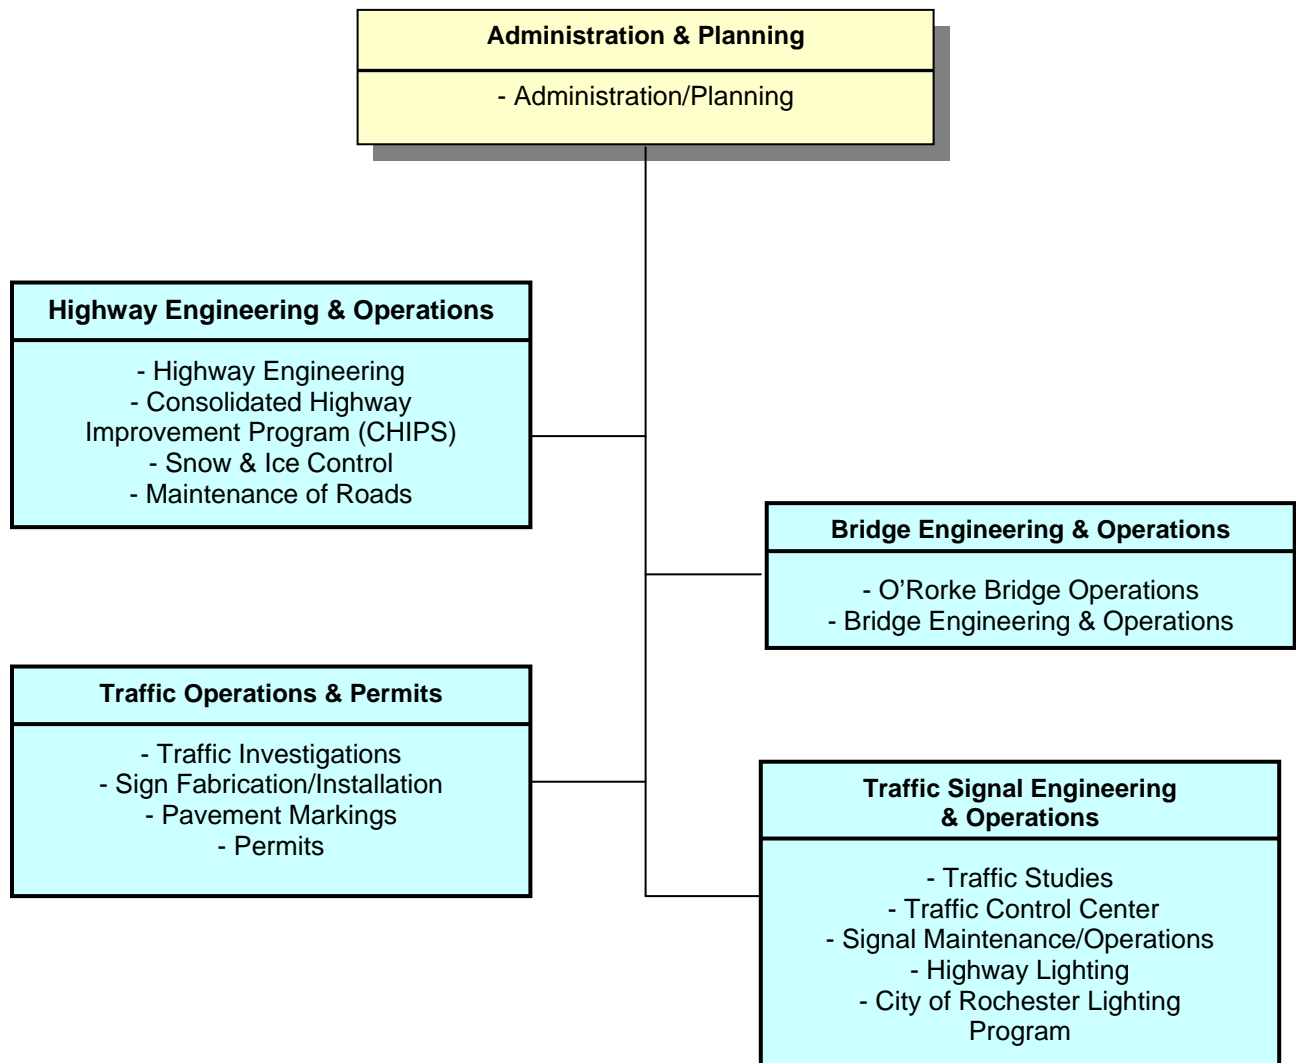 Administration & Planning
- Administration/Planning
Highway Engineering & Operations
- Highway Engineering
- Consolidated Highway
Improvement Program (CHIPS)
- Snow & Ice Control
- Maintenance of Roads
Bridge Engineering & Operations
- O’Rorke Bridge Operations
- Bridge Engineering & Operations
Traffic Operations & Permits
- Traffic Investigations
- Sign Fabrication/Installation
- Pavement Markings
- Permits
Traffic Signal Engineering
& Operations
- Traffic Studies
- Traffic Control Center
- Signal Maintenance/Operations
- Highway Lighting
- City of Rochester Lighting
Program